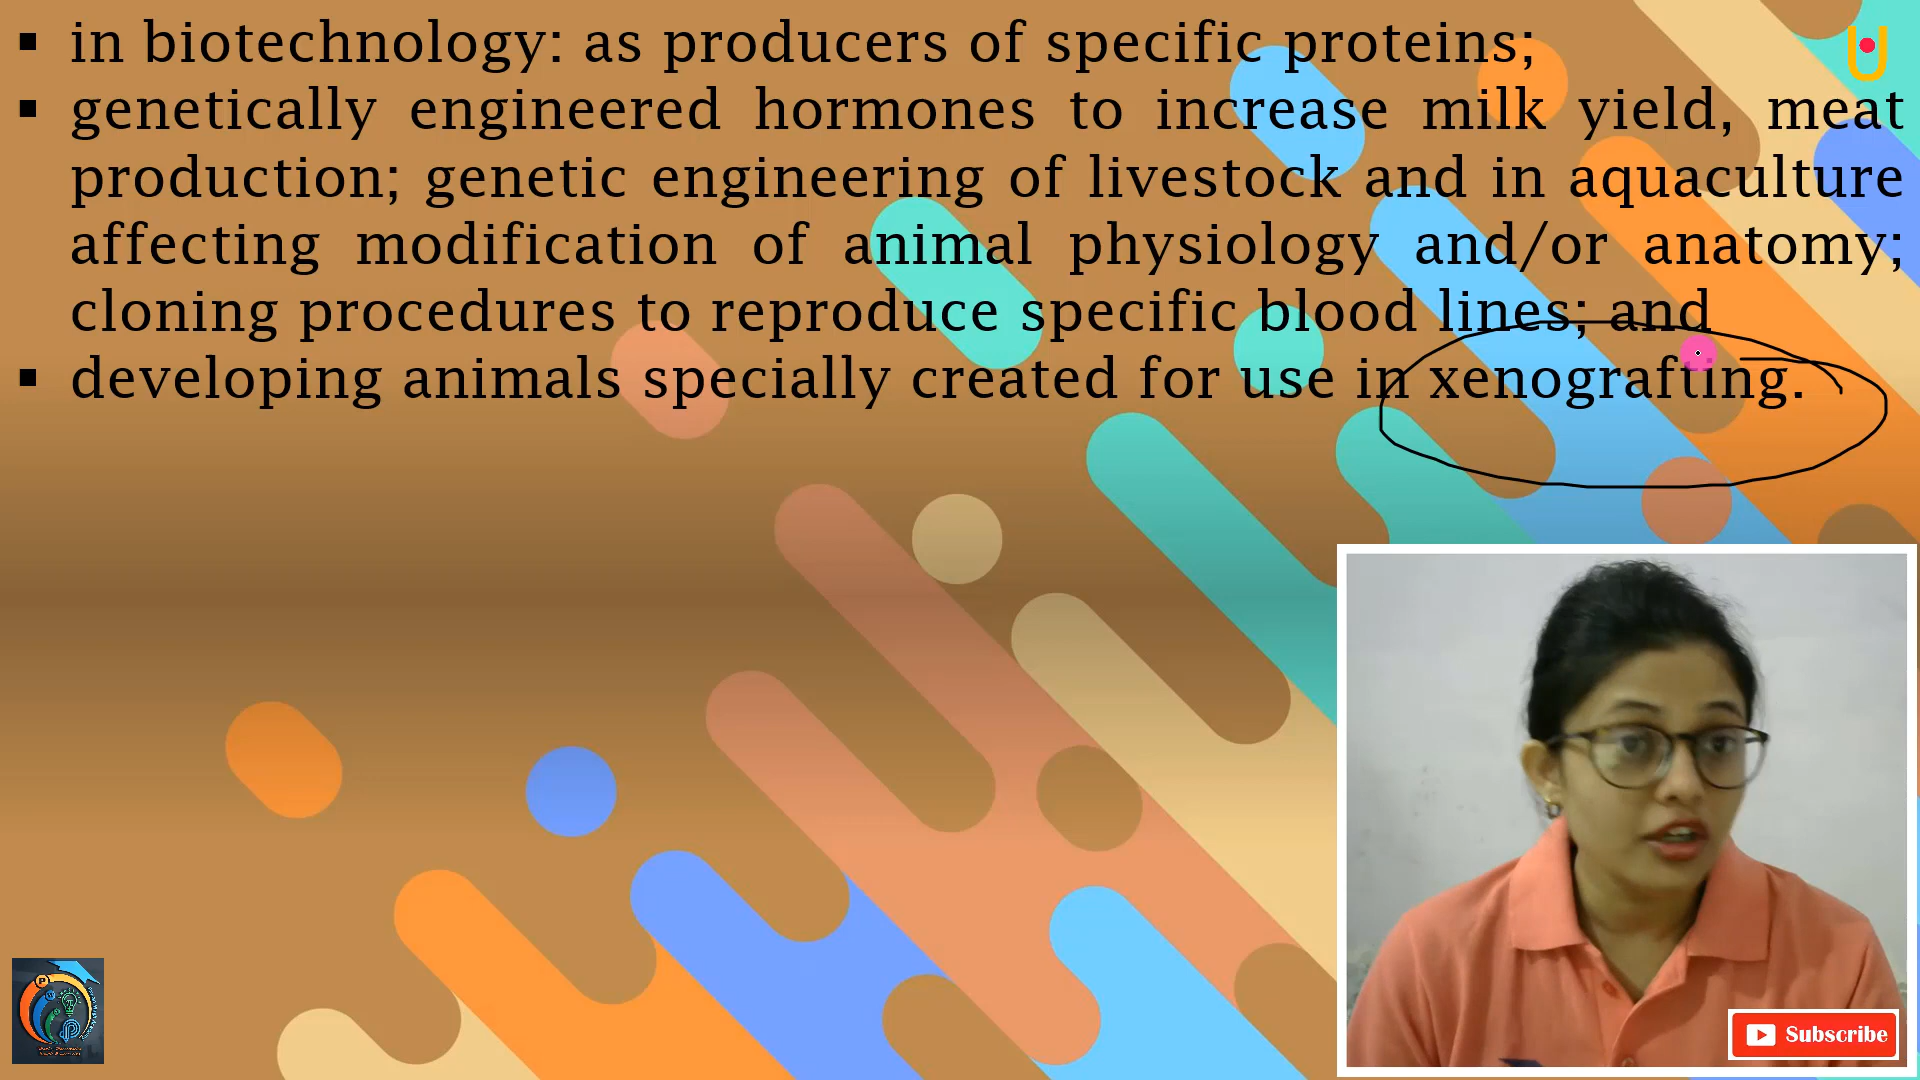 ▪ in biotechnology: as producers of specific proteins;
▪ genetically engineered hormones to increase milk yield, meat
production; genetic engineering of livestock and in aquaculture
affecting modification of animal physiology and/or anatomy;
cloning procedures to reproduce specific blood lines; and
▪ developing animals specially created for use in xenografting.
Subscribe